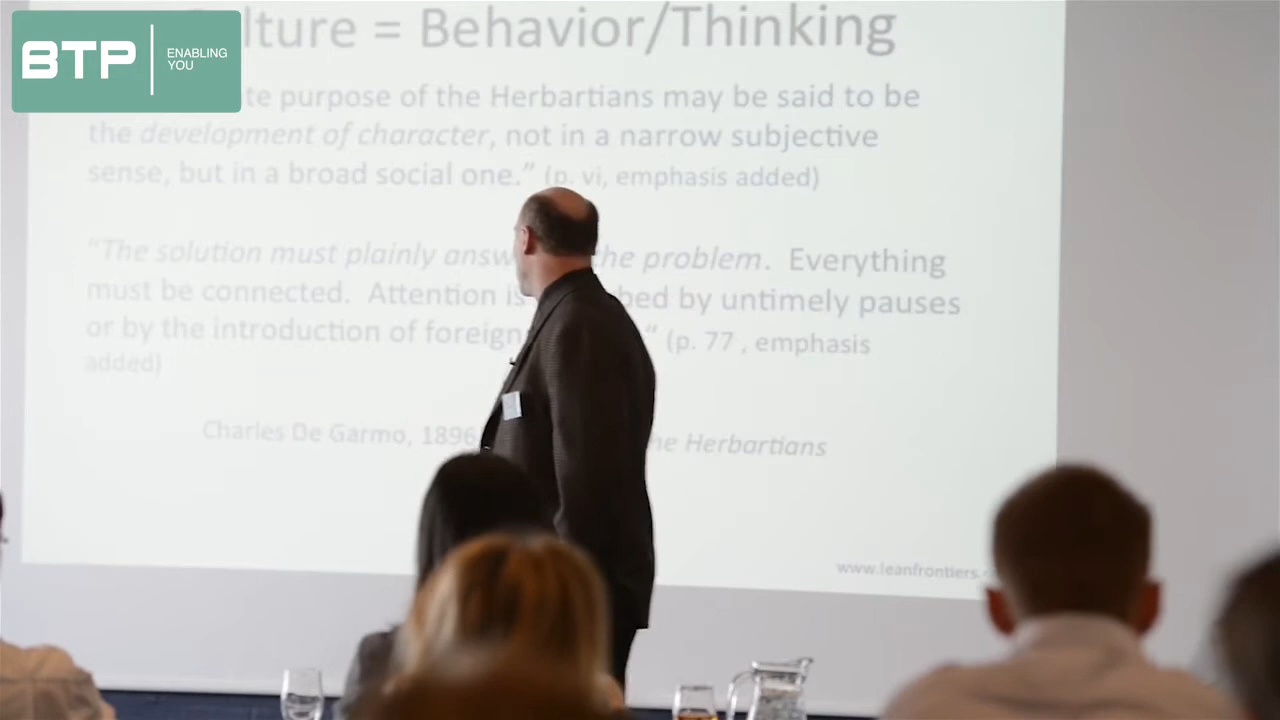 BTP
ENABLING
YOU
lture = Behavior/Thinking
te purpose of the Herbartians may be said to be
the development of character, not in a narrow subjective
sense, but in a broad social one.” (p. vi, emphasis added)
“The solution must plainly answ he problem. Everything
must be connected. Attention is bed by untimely pauses
or by the introduction of foreign “ (p. 77 , emphasis
added)
Charles De Garmo, 1896 he Herbartians
www.leanfrontiers.